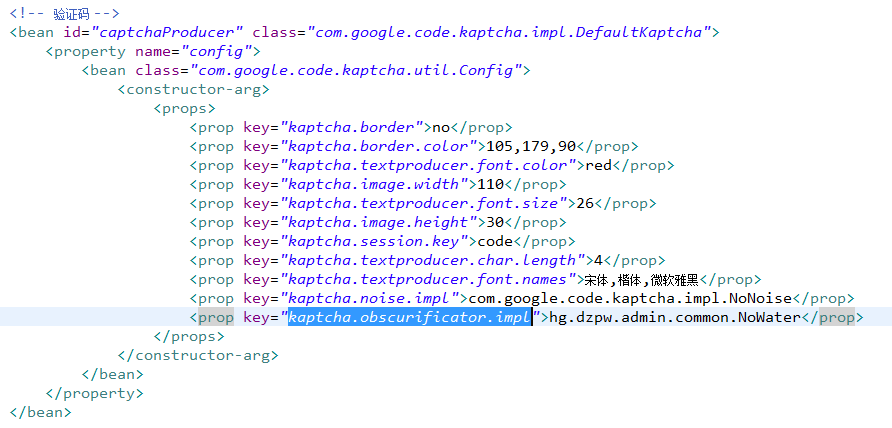 <!-- 验证码 -->
<bean id="captchaProducer" class="com.google.code.kaptcha.impl.DefaultKaptcha">
<property name="config">
<bean class="com.google.code.kaptcha.util.Config">
<constructor-arg>
<props>
<prop key="kaptcha.border">no</prop>
<prop key="kaptcha.border.color">105,179,90</prop>
<prop key="kaptcha.textproducer.font.color">red</prop>
<prop key="kaptcha.image.width">110</prop>
<prop key="kaptcha.textproducer.font.size">26</prop>
<prop key="kaptcha.image.height">30</prop>
<prop key="kaptcha.session.key">code</prop>
<prop key="kaptcha.textproducer.char.length">4</prop>
<prop key="kaptcha.textproducer.font.names">宋体,楷体,微软雅黑</prop>
<prop key="kaptcha.noise.impl">com.google.code.kaptcha.impl.NoNoise</prop>
<prop key="kaptcha.obscurificator.impl">hg.dzpw.admin.common.NoWater</prop>
</props>
</constructor-arg>
</bean>
</property>
</bean>